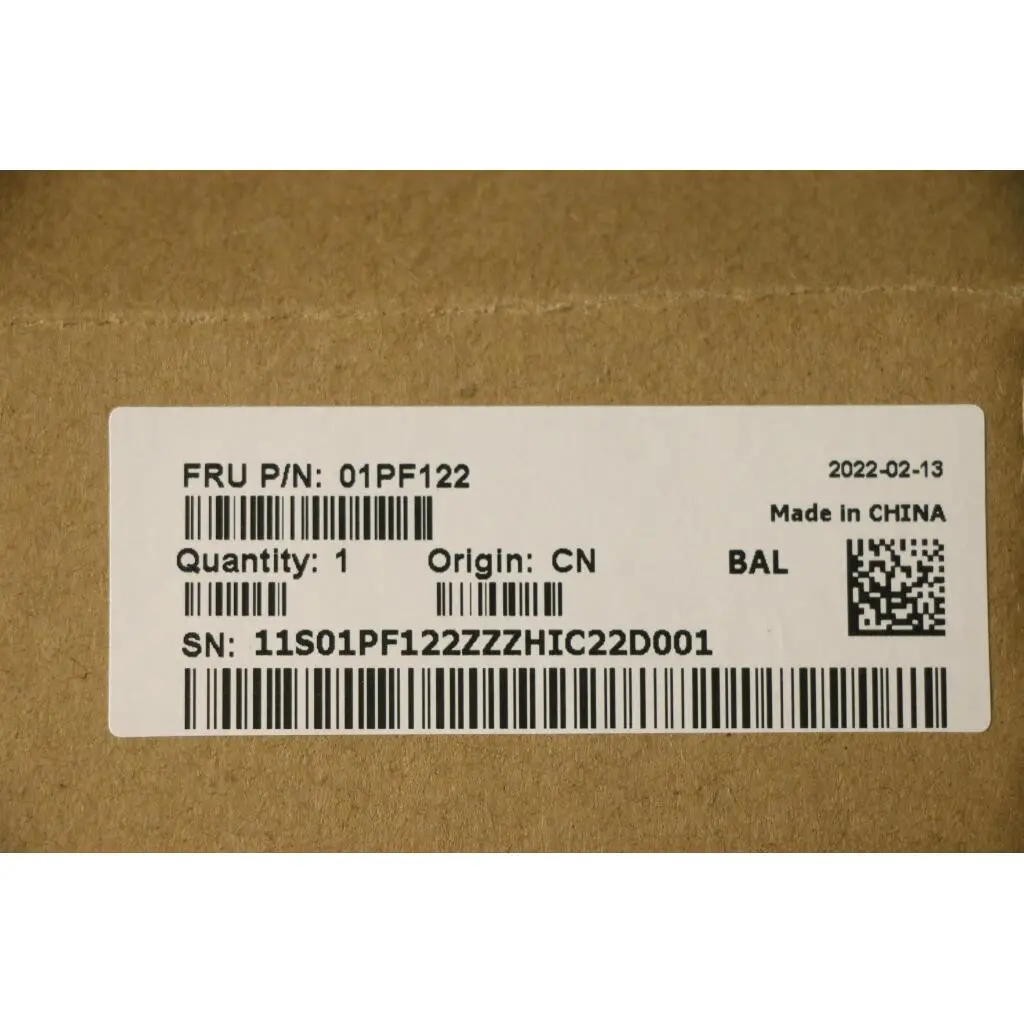 FRU P/N: 01PF122
2022-02-13
Made in CHINA
Quantity: 1 Origin: CN BAL
SN: 11S01PF122ZZZHIC22D001